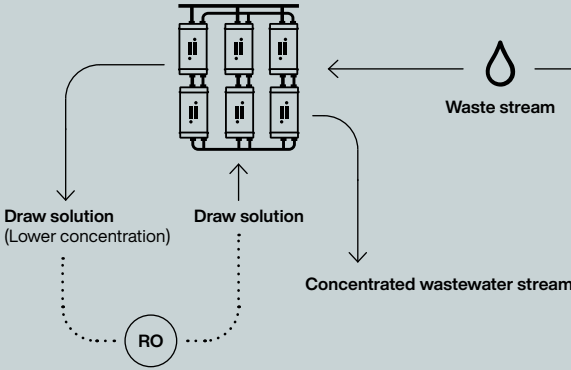 Waste stream
Draw solution
(Lower concentration)
Draw solution
Concentrated wastewater stream
RO